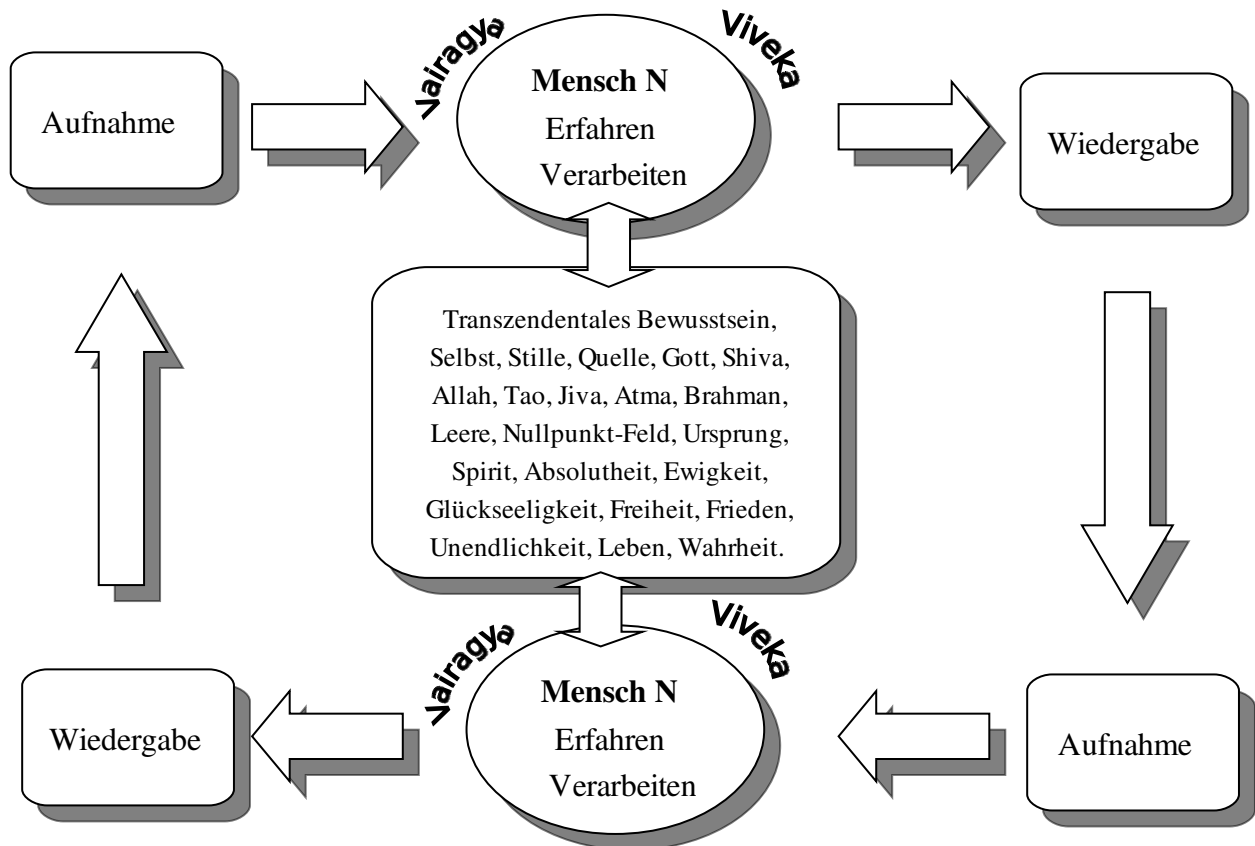 Vairagya
Viveka
Aufnahme
Mensch N
Erfahren
Verarbeiten
Wiedergabe
Transzendentales Bewusstsein,
Selbst, Stille, Quelle, Gott, Shiva,
Allah, Tao, Jiva, Atma, Brahman,
Leere, Nullpunkt-Feld, Ursprung,
Spirit, Absolutheit, Ewigkeit,
Glückseeligkeit, Freiheit, Frieden,
Unendlichkeit, Leben, Wahrheit.
Vairagya
Viveka
Wiedergabe
Mensch N
Erfahren
Verarbeiten
Aufnahme